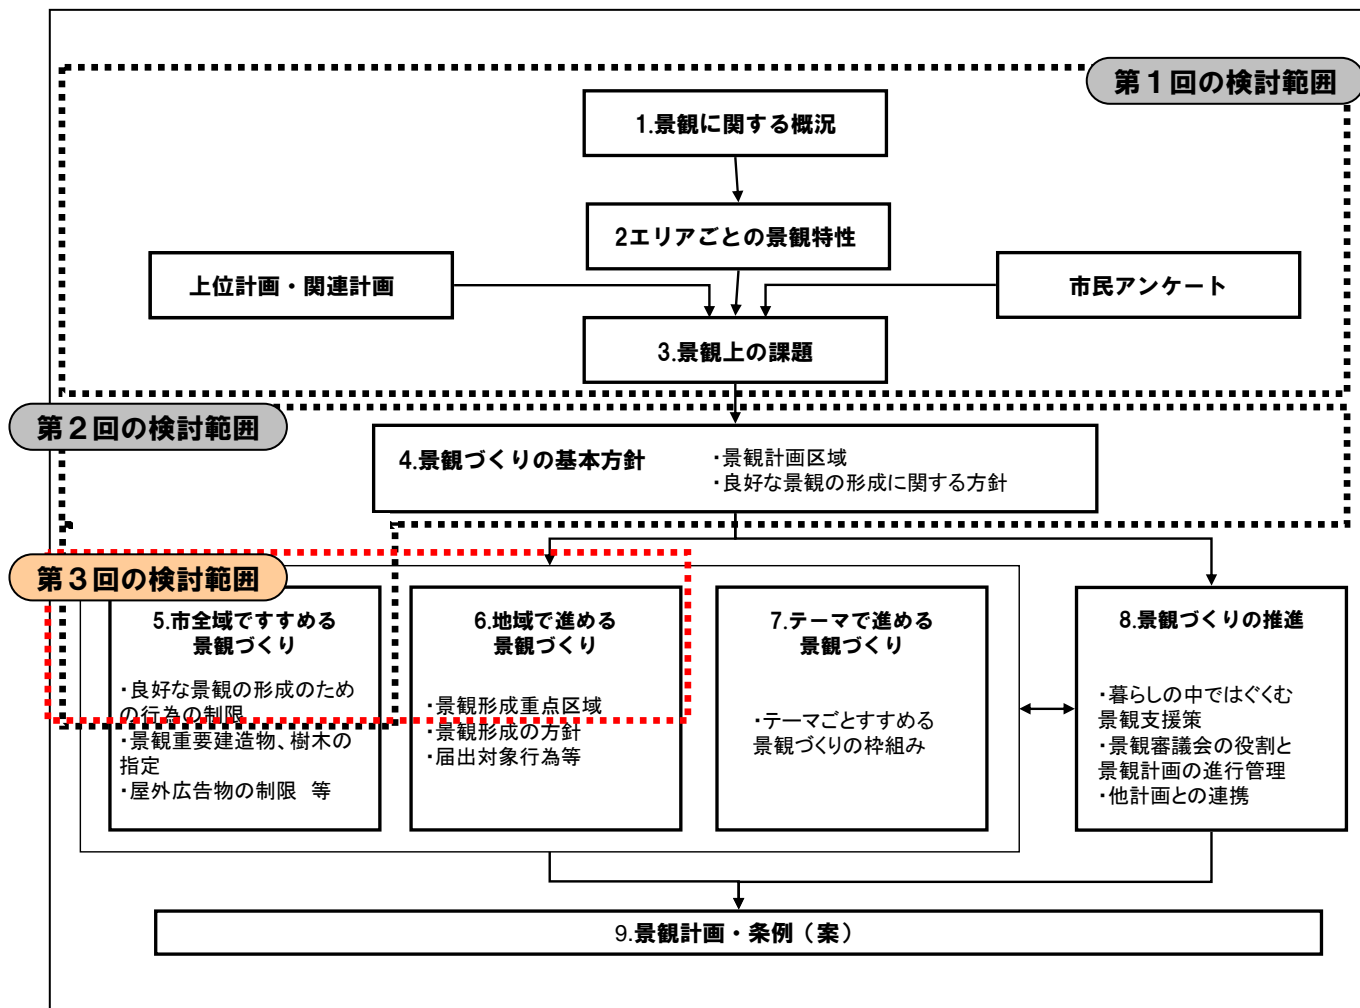 第１回の検討範囲
1.景観に関する概況
2エリアごとの景観特性
上位計画・関連計画
市民アンケート
3.景観上の課題
第２回の検討範囲
4.景観づくりの基本方針
・景観計画区域
・良好な景観の形成に関する方針
第３回の検討範囲
5.市全域ですすめる
景観づくり
・良好な景観の形成のため
の行為の制限
・景観重要建造物、樹木の
指定
・屋外広告物の制限　等
6.地域で進める
景観づくり
・景観形成重点区域
・景観形成の方針
・届出対象行為等
7.テーマで進める
景観づくり
・テーマごとすすめる
景観づくりの枠組み
8.景観づくりの推進
・暮らしの中ではぐくむ
景観支援策
・景観審議会の役割と
景観計画の進行管理
・他計画との連携
9.景観計画・条例（案）